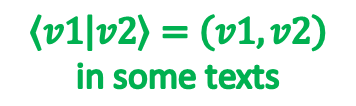 ⟨v1|v2⟩ = (v1, v2)
in some texts